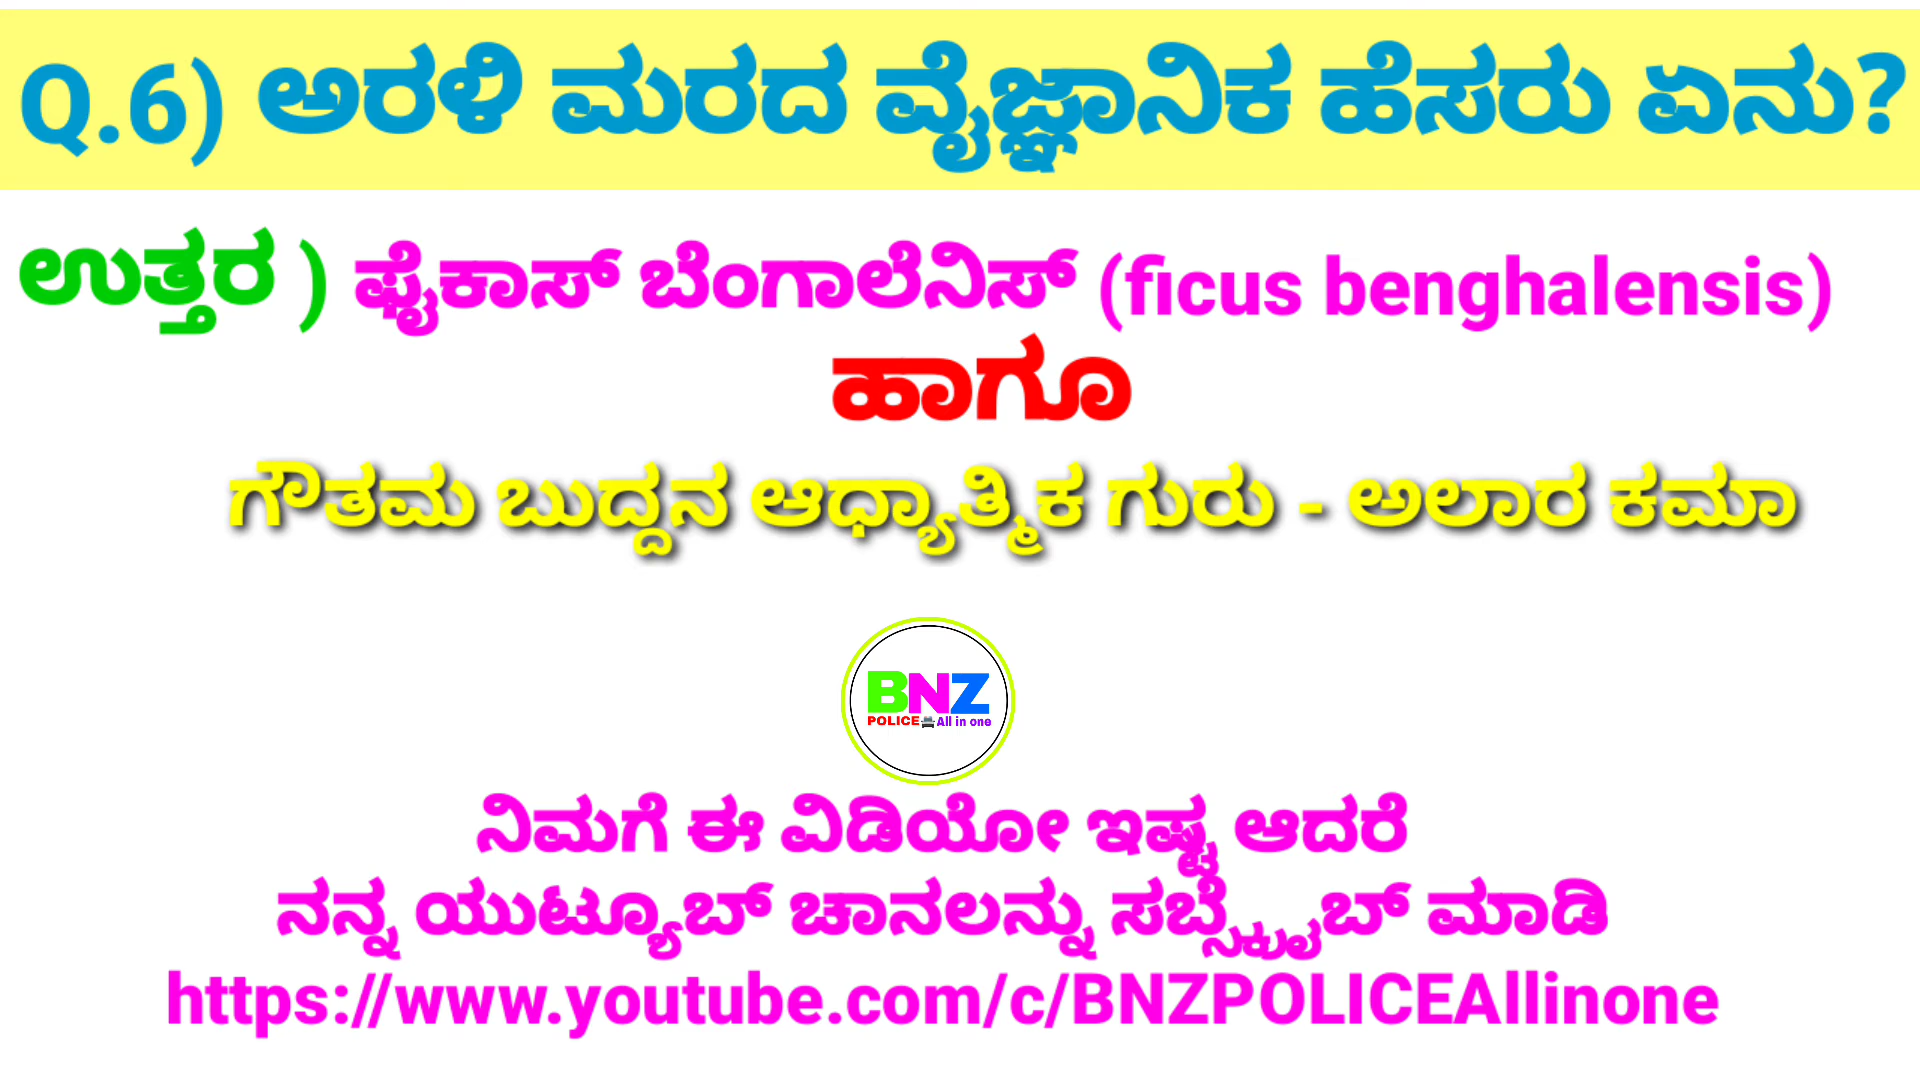 Q.6) ಅರಳಿ ಮರದ ವೈಜ್ಞಾನಿಕ ಹೆಸರು ಏನು?
ಉತ್ತರ ) ಫೈಕಾಸ್ ಬೆಂಗಾಲೆನಿಸ್ (ficus benghalensis)
ಹಾಗೂ
ಗೌತಮ ಬುದ್ದನ ಆಧ್ಯಾತ್ಮಿಕ ಗುರು - ಅಲಾರ ಕಮಾ
BNZ
POLICE All in one
ನಿಮಗೆ ಈ ವಿಡಿಯೋ ಇಷ್ಟ ಆದರೆ
ನನ್ನ ಯುಟ್ಯೂಬ್ ಚಾನಲನ್ನು ಸಬ್ಸ್ಕ್ರೈಬ್ ಮಾಡಿ
https://www.youtube.com/c/BNZPOLICEAllinone